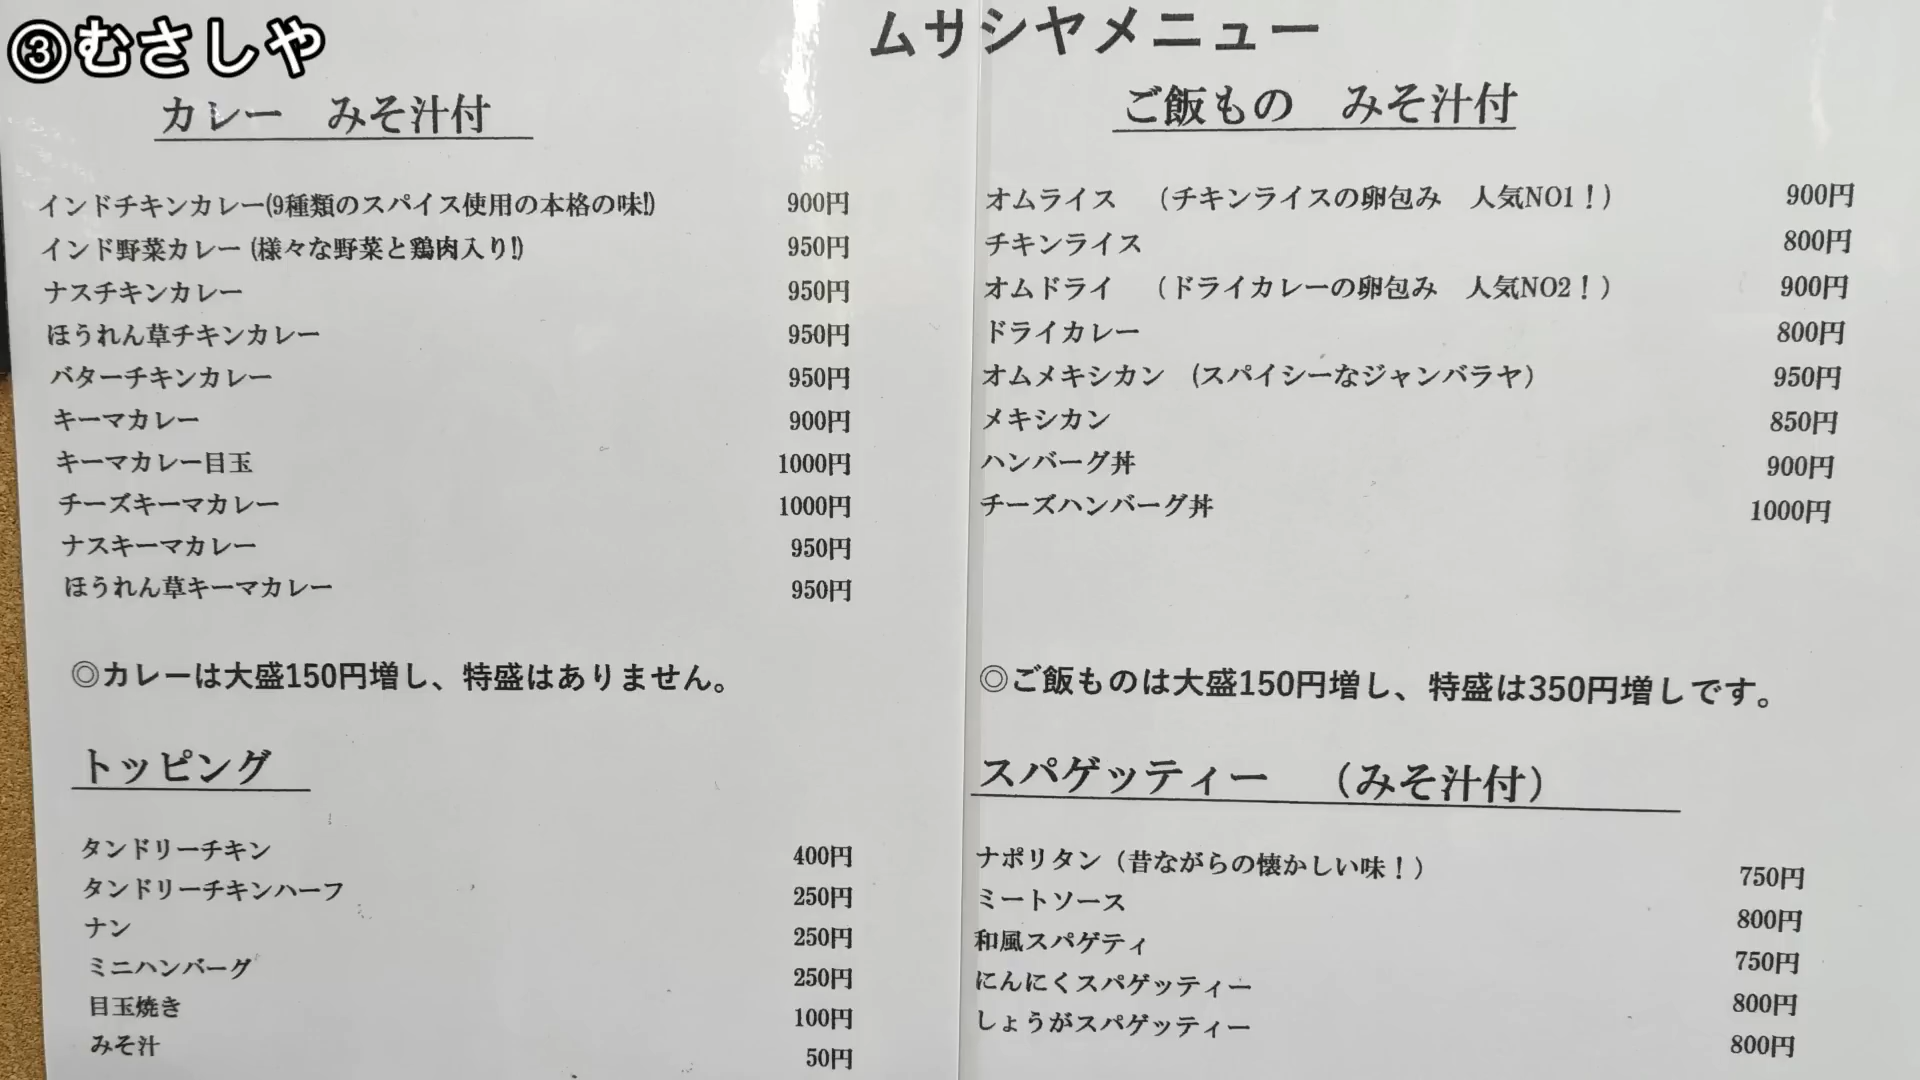 ③むさしや
ムサシヤメニュー
カレー　みそ汁付
インドチキンカレー(9種類のスパイス使用の本格の味!) 900円
インド野菜カレー (様々な野菜と鶏肉入り!) 950円
ナスチキンカレー 950円
ほうれん草チキンカレー 950円
バターチキンカレー 950円
キーマカレー 900円
キーマカレー目玉 1000円
チーズキーマカレー 1000円
ナスキーマカレー 950円
ほうれん草キーマカレー 950円
◎カレーは大盛150円増し、特盛はありません。
トッピング
タンドリーチキン 400円
タンドリーチキンハーフ 250円
ナン 250円
ミニハンバーグ 250円
目玉焼き 100円
みそ汁 50円
ご飯もの　みそ汁付
オムライス　（チキンライスの卵包み　人気NO1！） 900円
チキンライス 800円
オムドライ　（ドライカレーの卵包み　人気NO2！） 900円
ドライカレー 800円
オムメキシカン　(スパイシーなジャンバラヤ） 950円
メキシカン 850円
ハンバーグ丼 900円
チーズハンバーグ丼 1000円
◎ご飯ものは大盛150円増し、特盛は350円増しです。
スパゲッティー　（みそ汁付）
ナポリタン（昔ながらの懐かしい味！） 750円
ミートソース 800円
和風スパゲティ 750円
にんにくスパゲッティー 800円
しょうがスパゲッティー 800円